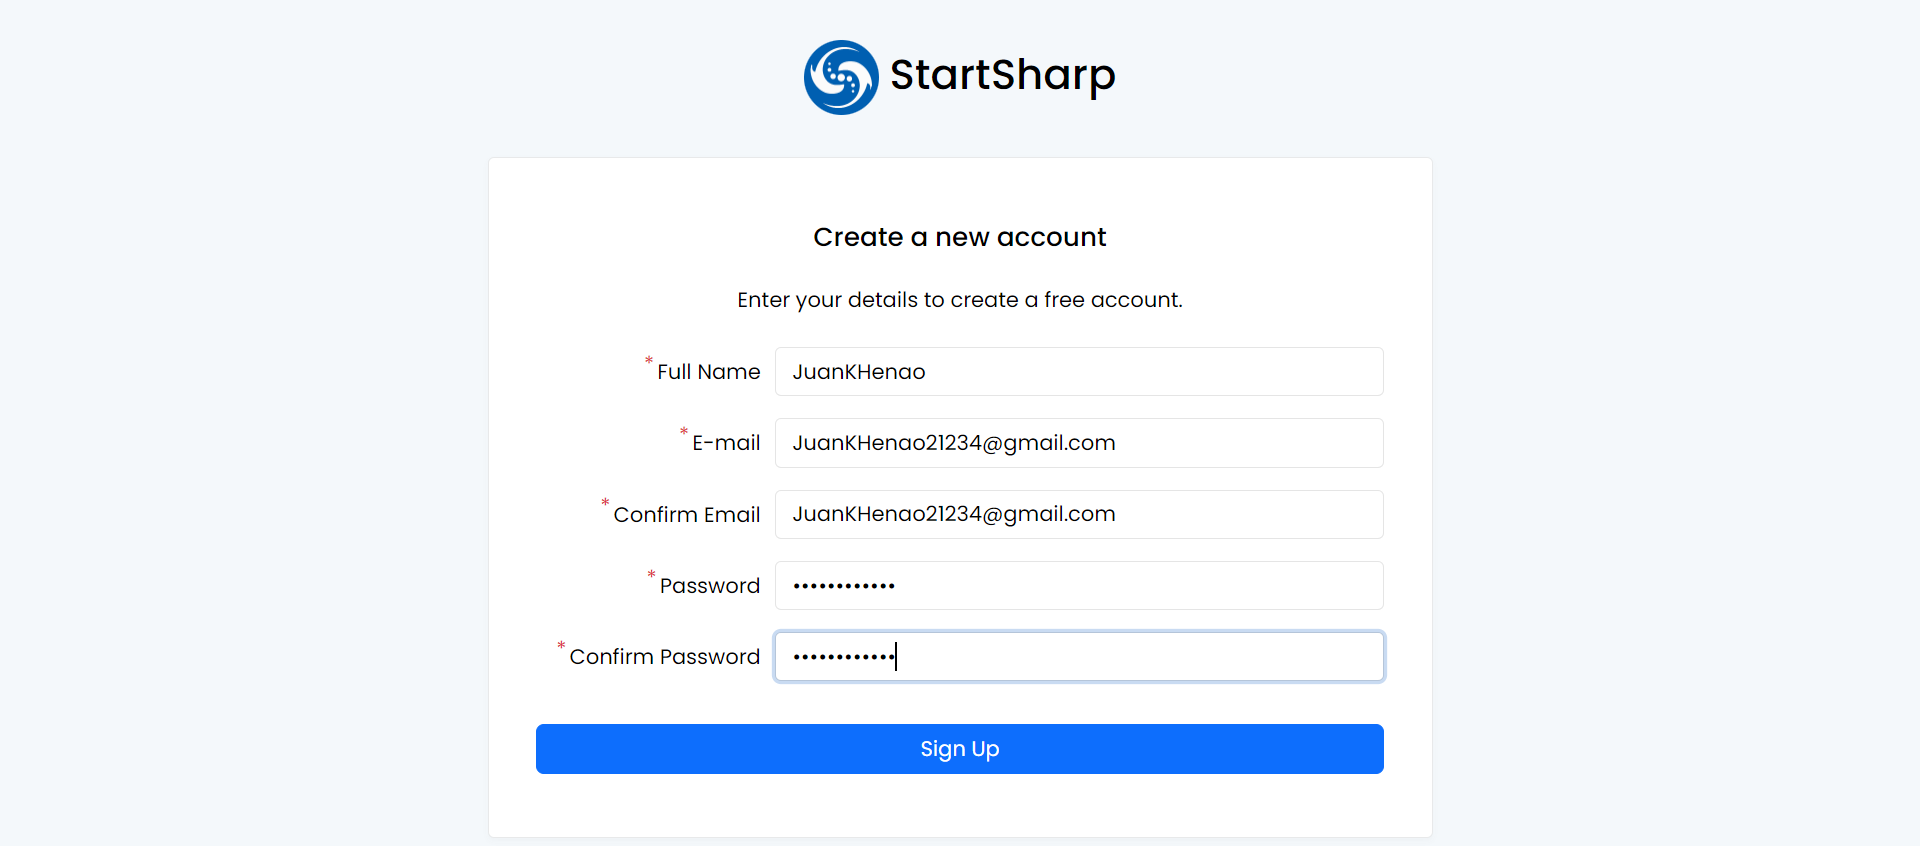 StartSharp
Create a new account
Enter your details to create a free account.
* Full Name JuanKHenao
* E-mail JuanKHenao21234@gmail.com
* Confirm Email JuanKHenao21234@gmail.com
* Password ••••••••••••
* Confirm Password ••••••••••••
Sign Up